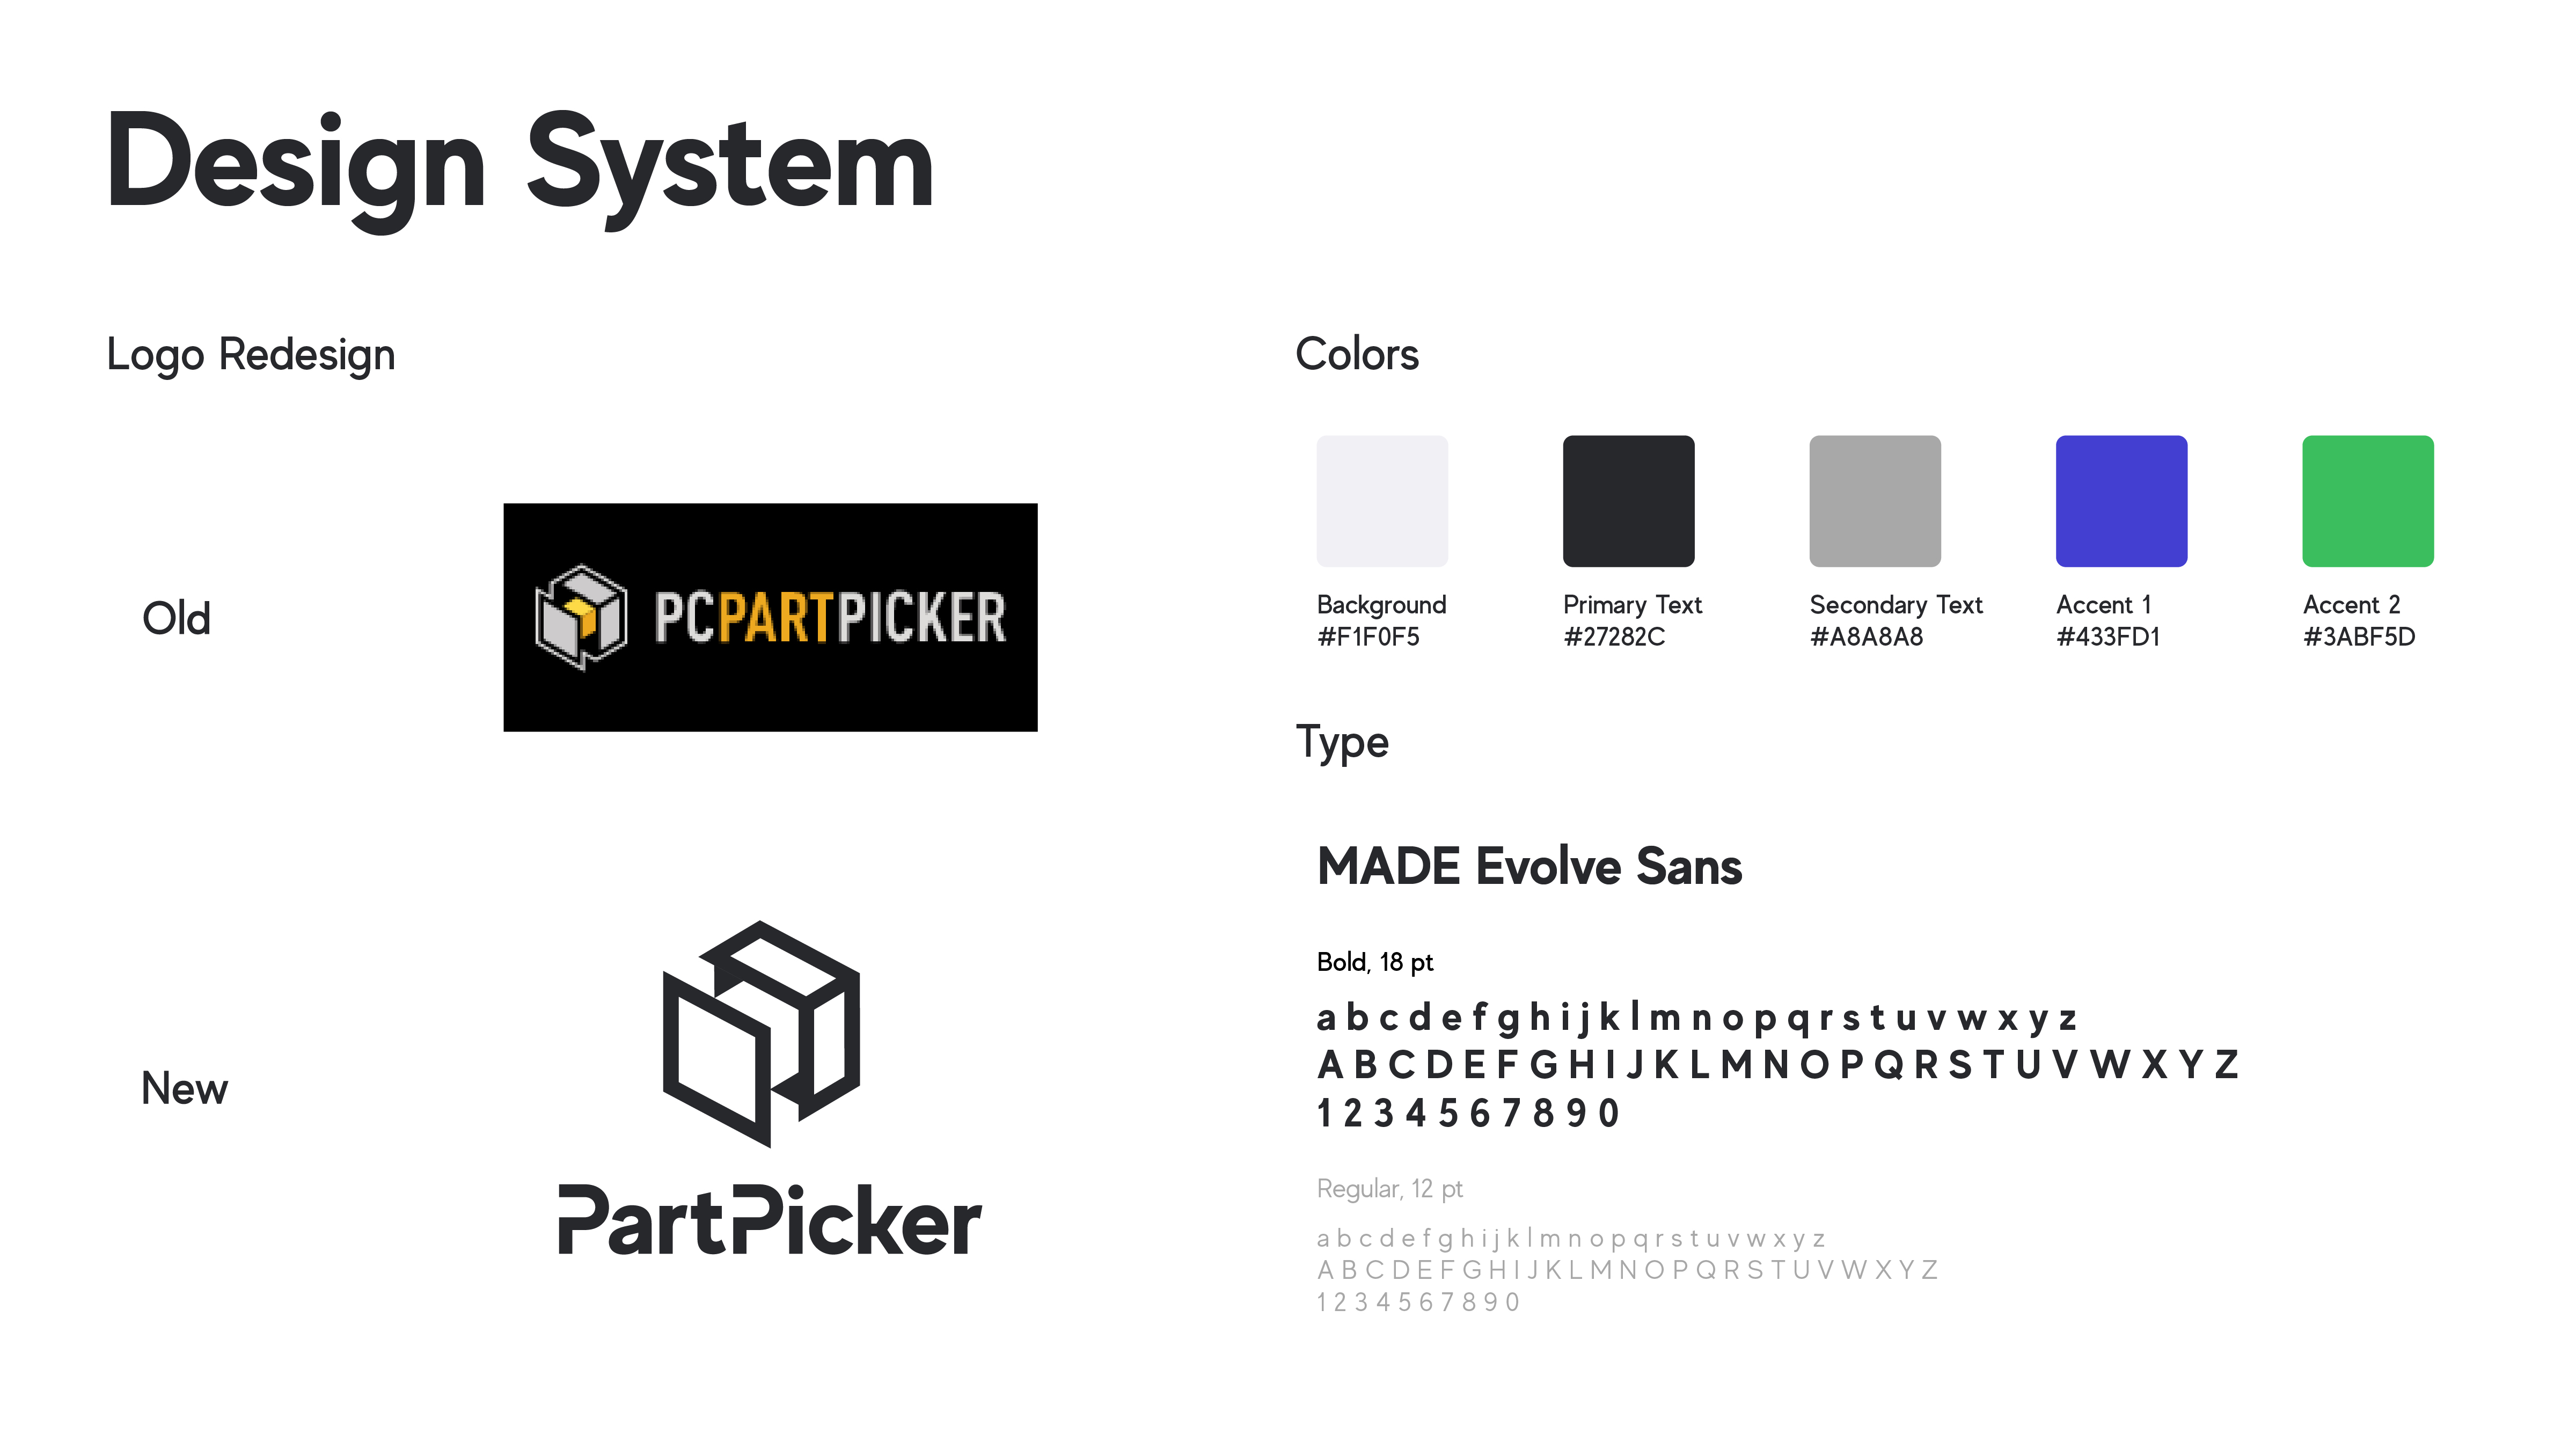 Design System
Logo Redesign
Old
PCPARTPICKER
New
PartPicker
Colors
Background
#F1F0F5
Primary Text
#27282C
Secondary Text
#A8A8A8
Accent 1
#433FD1
Accent 2
#3ABF5D
Type
MADE Evolve Sans
Bold, 18 pt
a b c d e f g h i j k l m n o p q r s t u v w x y z
A B C D E F G H I J K L M N O P Q R S T U V W X Y Z
1 2 3 4 5 6 7 8 9 0
Regular, 12 pt
a b c d e f g h i j k l m n o p q r s t u v w x y z
A B C D E F G H I J K L M N O P Q R S T U V W X Y Z
1 2 3 4 5 6 7 8 9 0